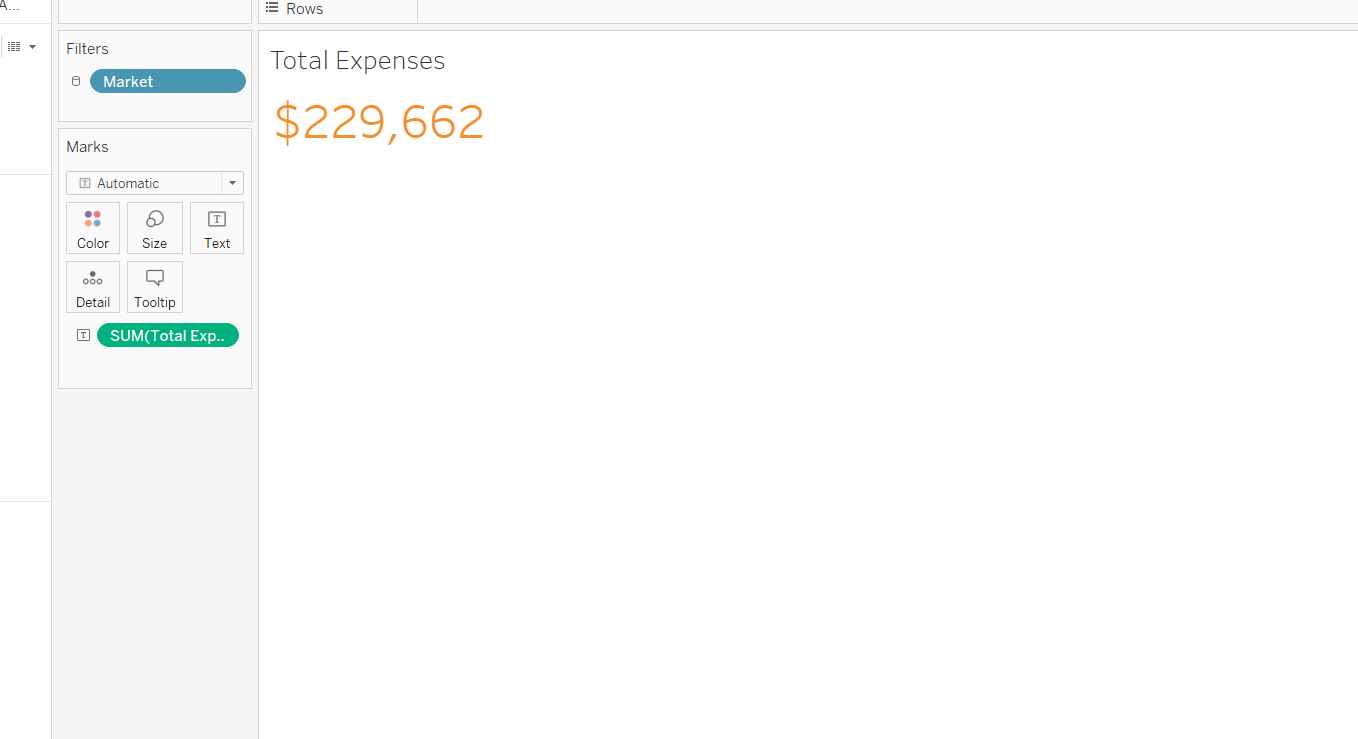 A...
Rows
Filters
Market
Total Expenses
$229,662
Marks
Automatic
Color
Size
Text
Detail
Tooltip
SUM(Total Exp..